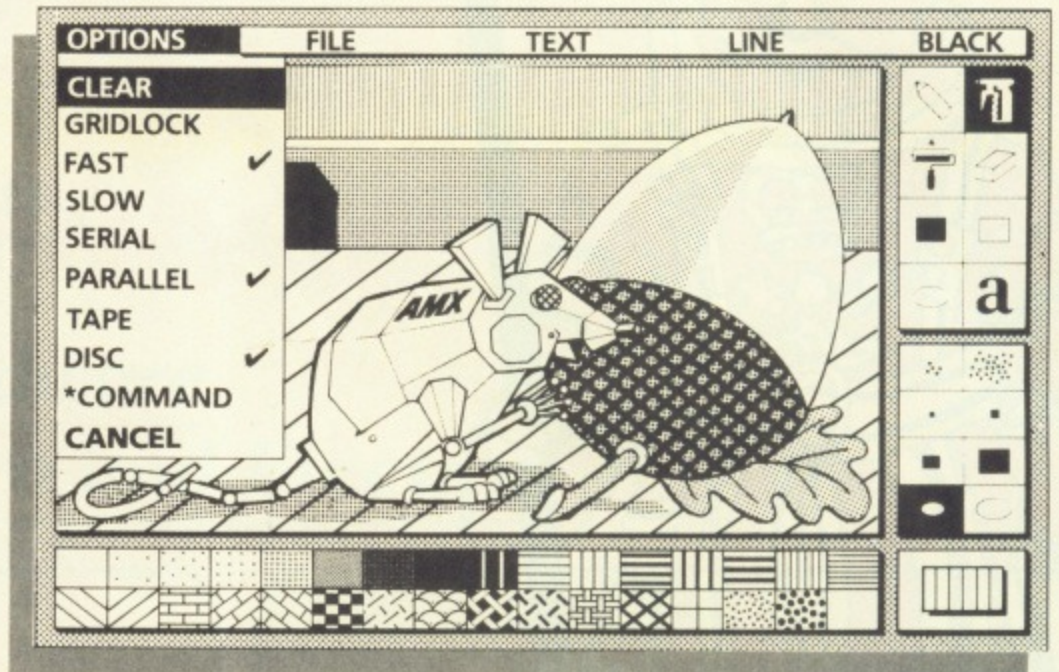 OPTIONS FILE TEXT LINE BLACK
CLEAR
GRIDLOCK
FAST ✔
SLOW
SERIAL
PARALLEL ✔
TAPE
DISC ✔
*COMMAND
CANCEL
AMX
a